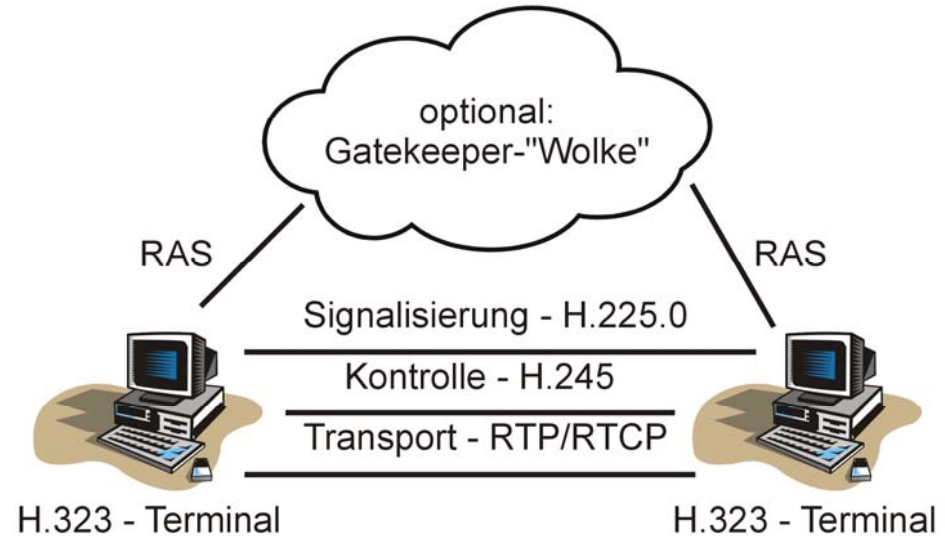 optional:
Gatekeeper-"Wolke"
RAS
RAS
Signalisierung - H.225.0
Kontrolle - H.245
Transport - RTP/RTCP
H.323 - Terminal
H.323 - Terminal